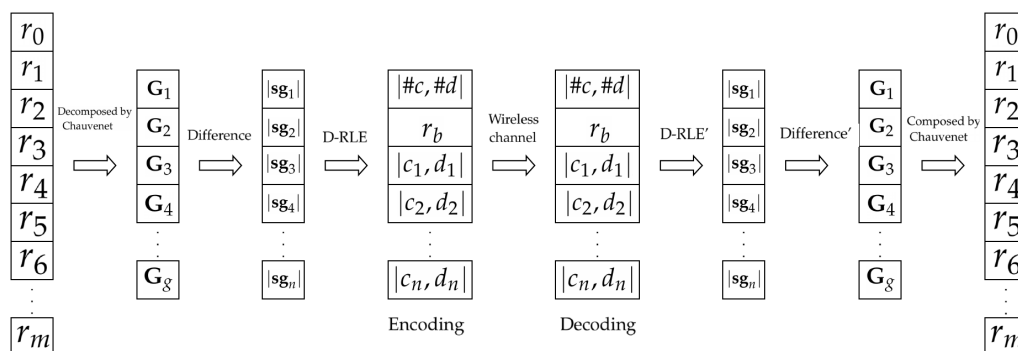 r0
r1
r2
r3
r4
r5
r6
⋮
rm
Decomposed by
Chauvenet
G1
G2
G3
G4
⋮
Gg
Difference
|sg1|
|sg2|
|sg3|
|sg4|
⋮
|sgn|
D-RLE
|#c, #d|
rb
|c1, d1|
|c2, d2|
⋮
|cn, dn|
Encoding
Wireless
channel
|#c, #d|
rb
|c1, d1|
|c2, d2|
⋮
|cn, dn|
Decoding
D-RLE'
|sg1|
|sg2|
|sg3|
|sg4|
⋮
|sgn|
Difference'
G1
G2
G3
G4
⋮
Gg
Composed by
Chauvenet
r0
r1
r2
r3
r4
r5
r6
⋮
rm